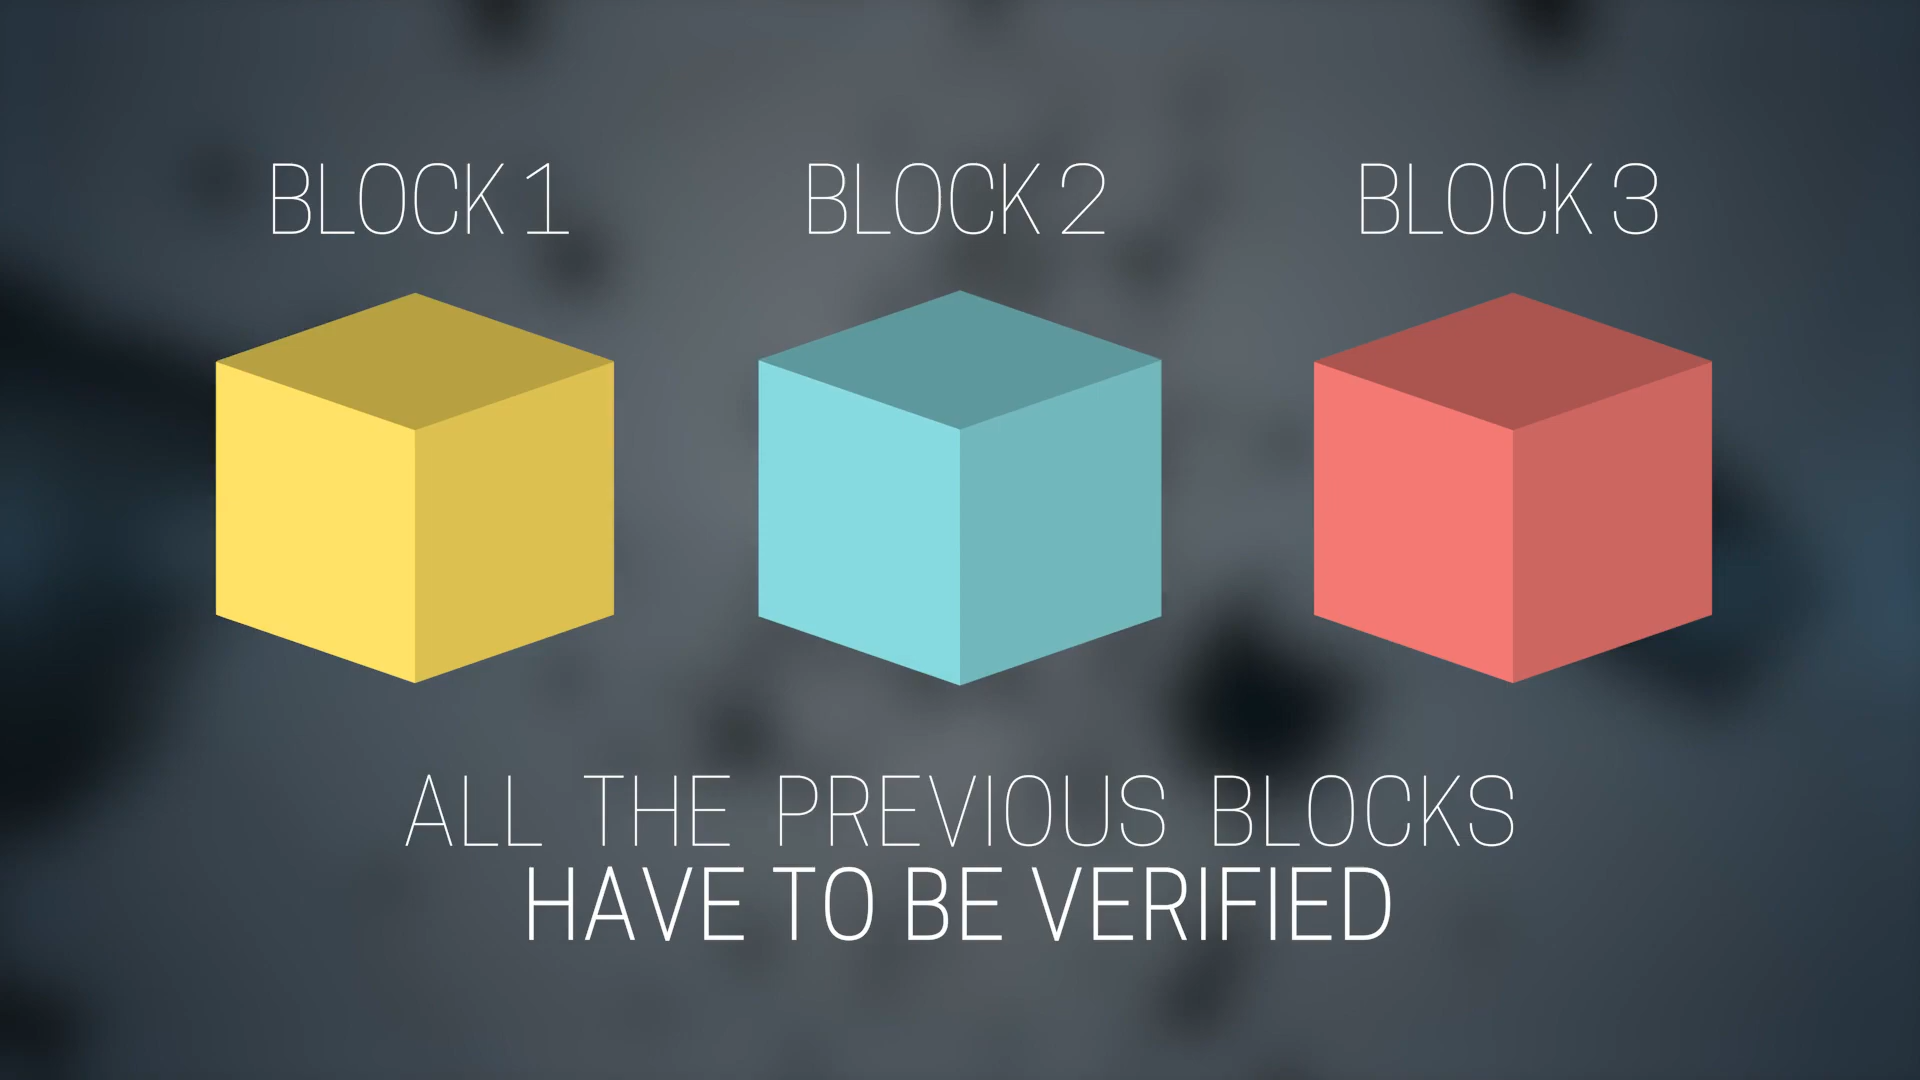 BLOCK 1
BLOCK 2
BLOCK 3
ALL THE PREVIOUS BLOCKS
HAVE TO BE VERIFIED